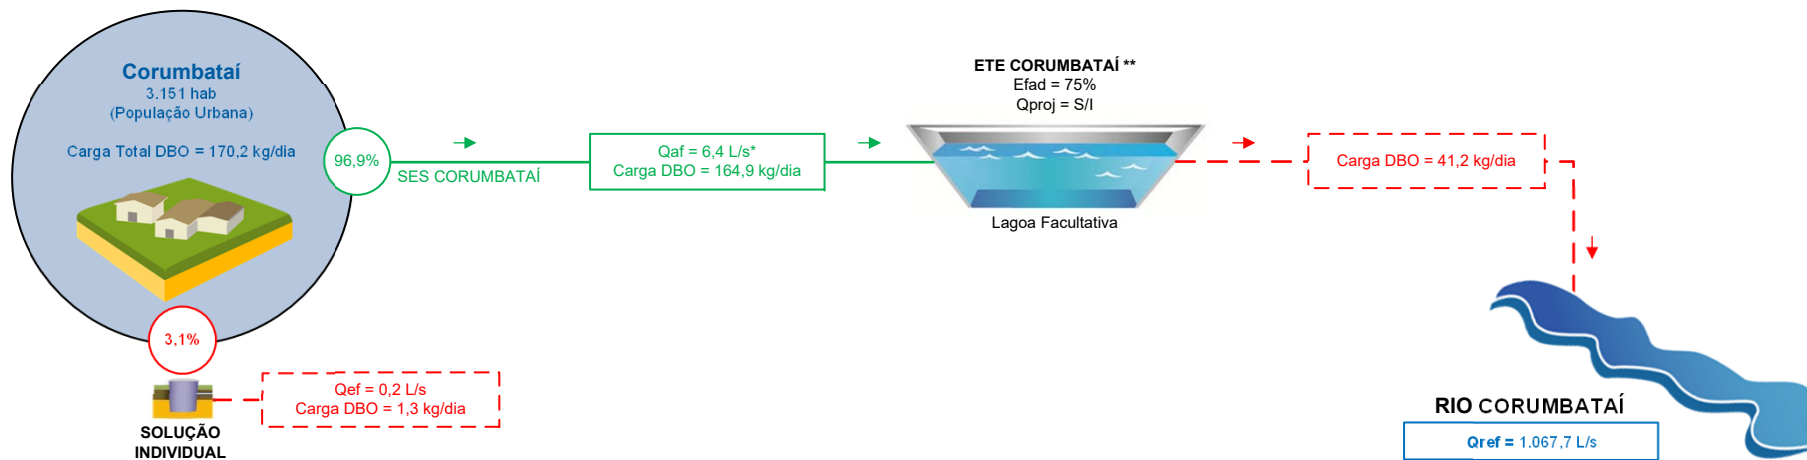 Corumbataí
3.151 hab
(População Urbana)
Carga Total DBO = 170,2 kg/dia
96,9%
SES CORUMBATAÍ
Qaf = 6,4 L/s*
Carga DBO = 164,9 kg/dia
ETE CORUMBATAÍ **
Efad = 75%
Qproj = S/I
Lagoa Facultativa
Carga DBO = 41,2 kg/dia
3,1%
Qef = 0,2 L/s
Carga DBO = 1,3 kg/dia
SOLUÇÃO
INDIVIDUAL
RIO CORUMBATAÍ
Qref = 1.067,7 L/s